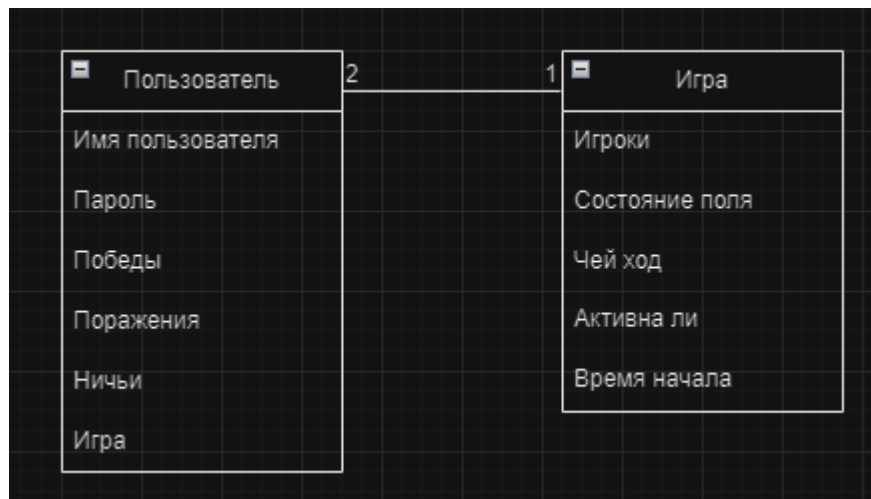 Пользователь
2
1
Игра
Имя пользователя
Пароль
Победы
Поражения
Ничьи
Игра
Игроки
Состояние поля
Чей ход
Активна ли
Время начала